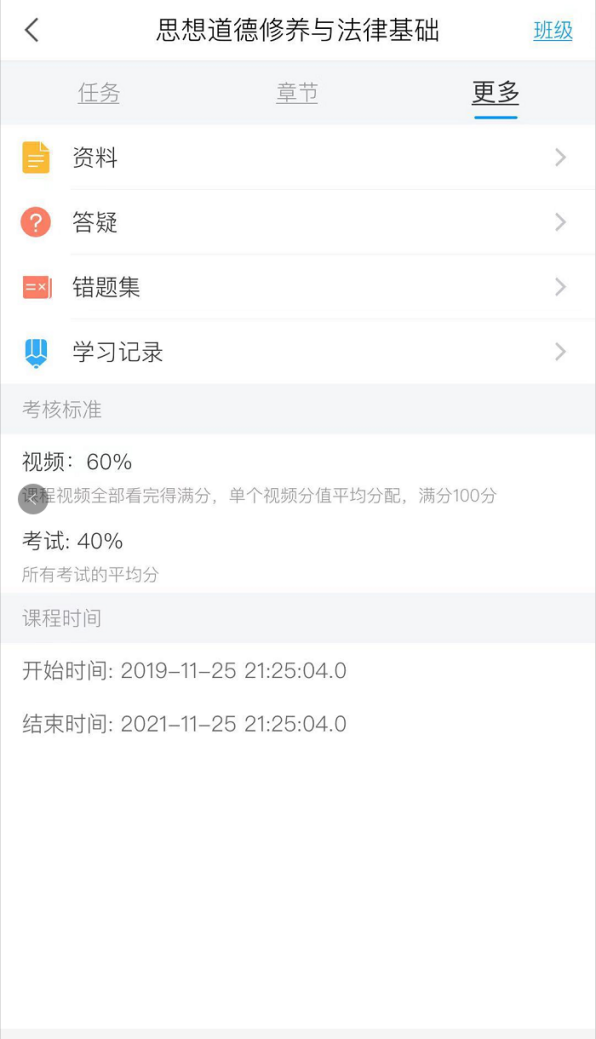 思想道德修养与法律基础
班级
任务
章节
更多
资料
答疑
错题集
学习记录
考核标准
视频：60%
课程视频全部看完得满分，单个视频分值平均分配，满分100分
考试: 40%
所有考试的平均分
课程时间
开始时间: 2019-11-25 21:25:04.0
结束时间: 2021-11-25 21:25:04.0